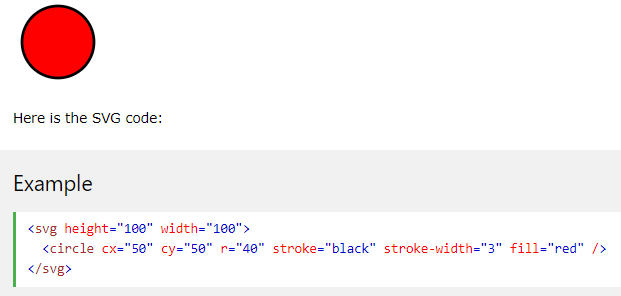 Here is the SVG code:
Example
<svg height="100" width="100">
  <circle cx="50" cy="50" r="40" stroke="black" stroke-width="3" fill="red" />
</svg>